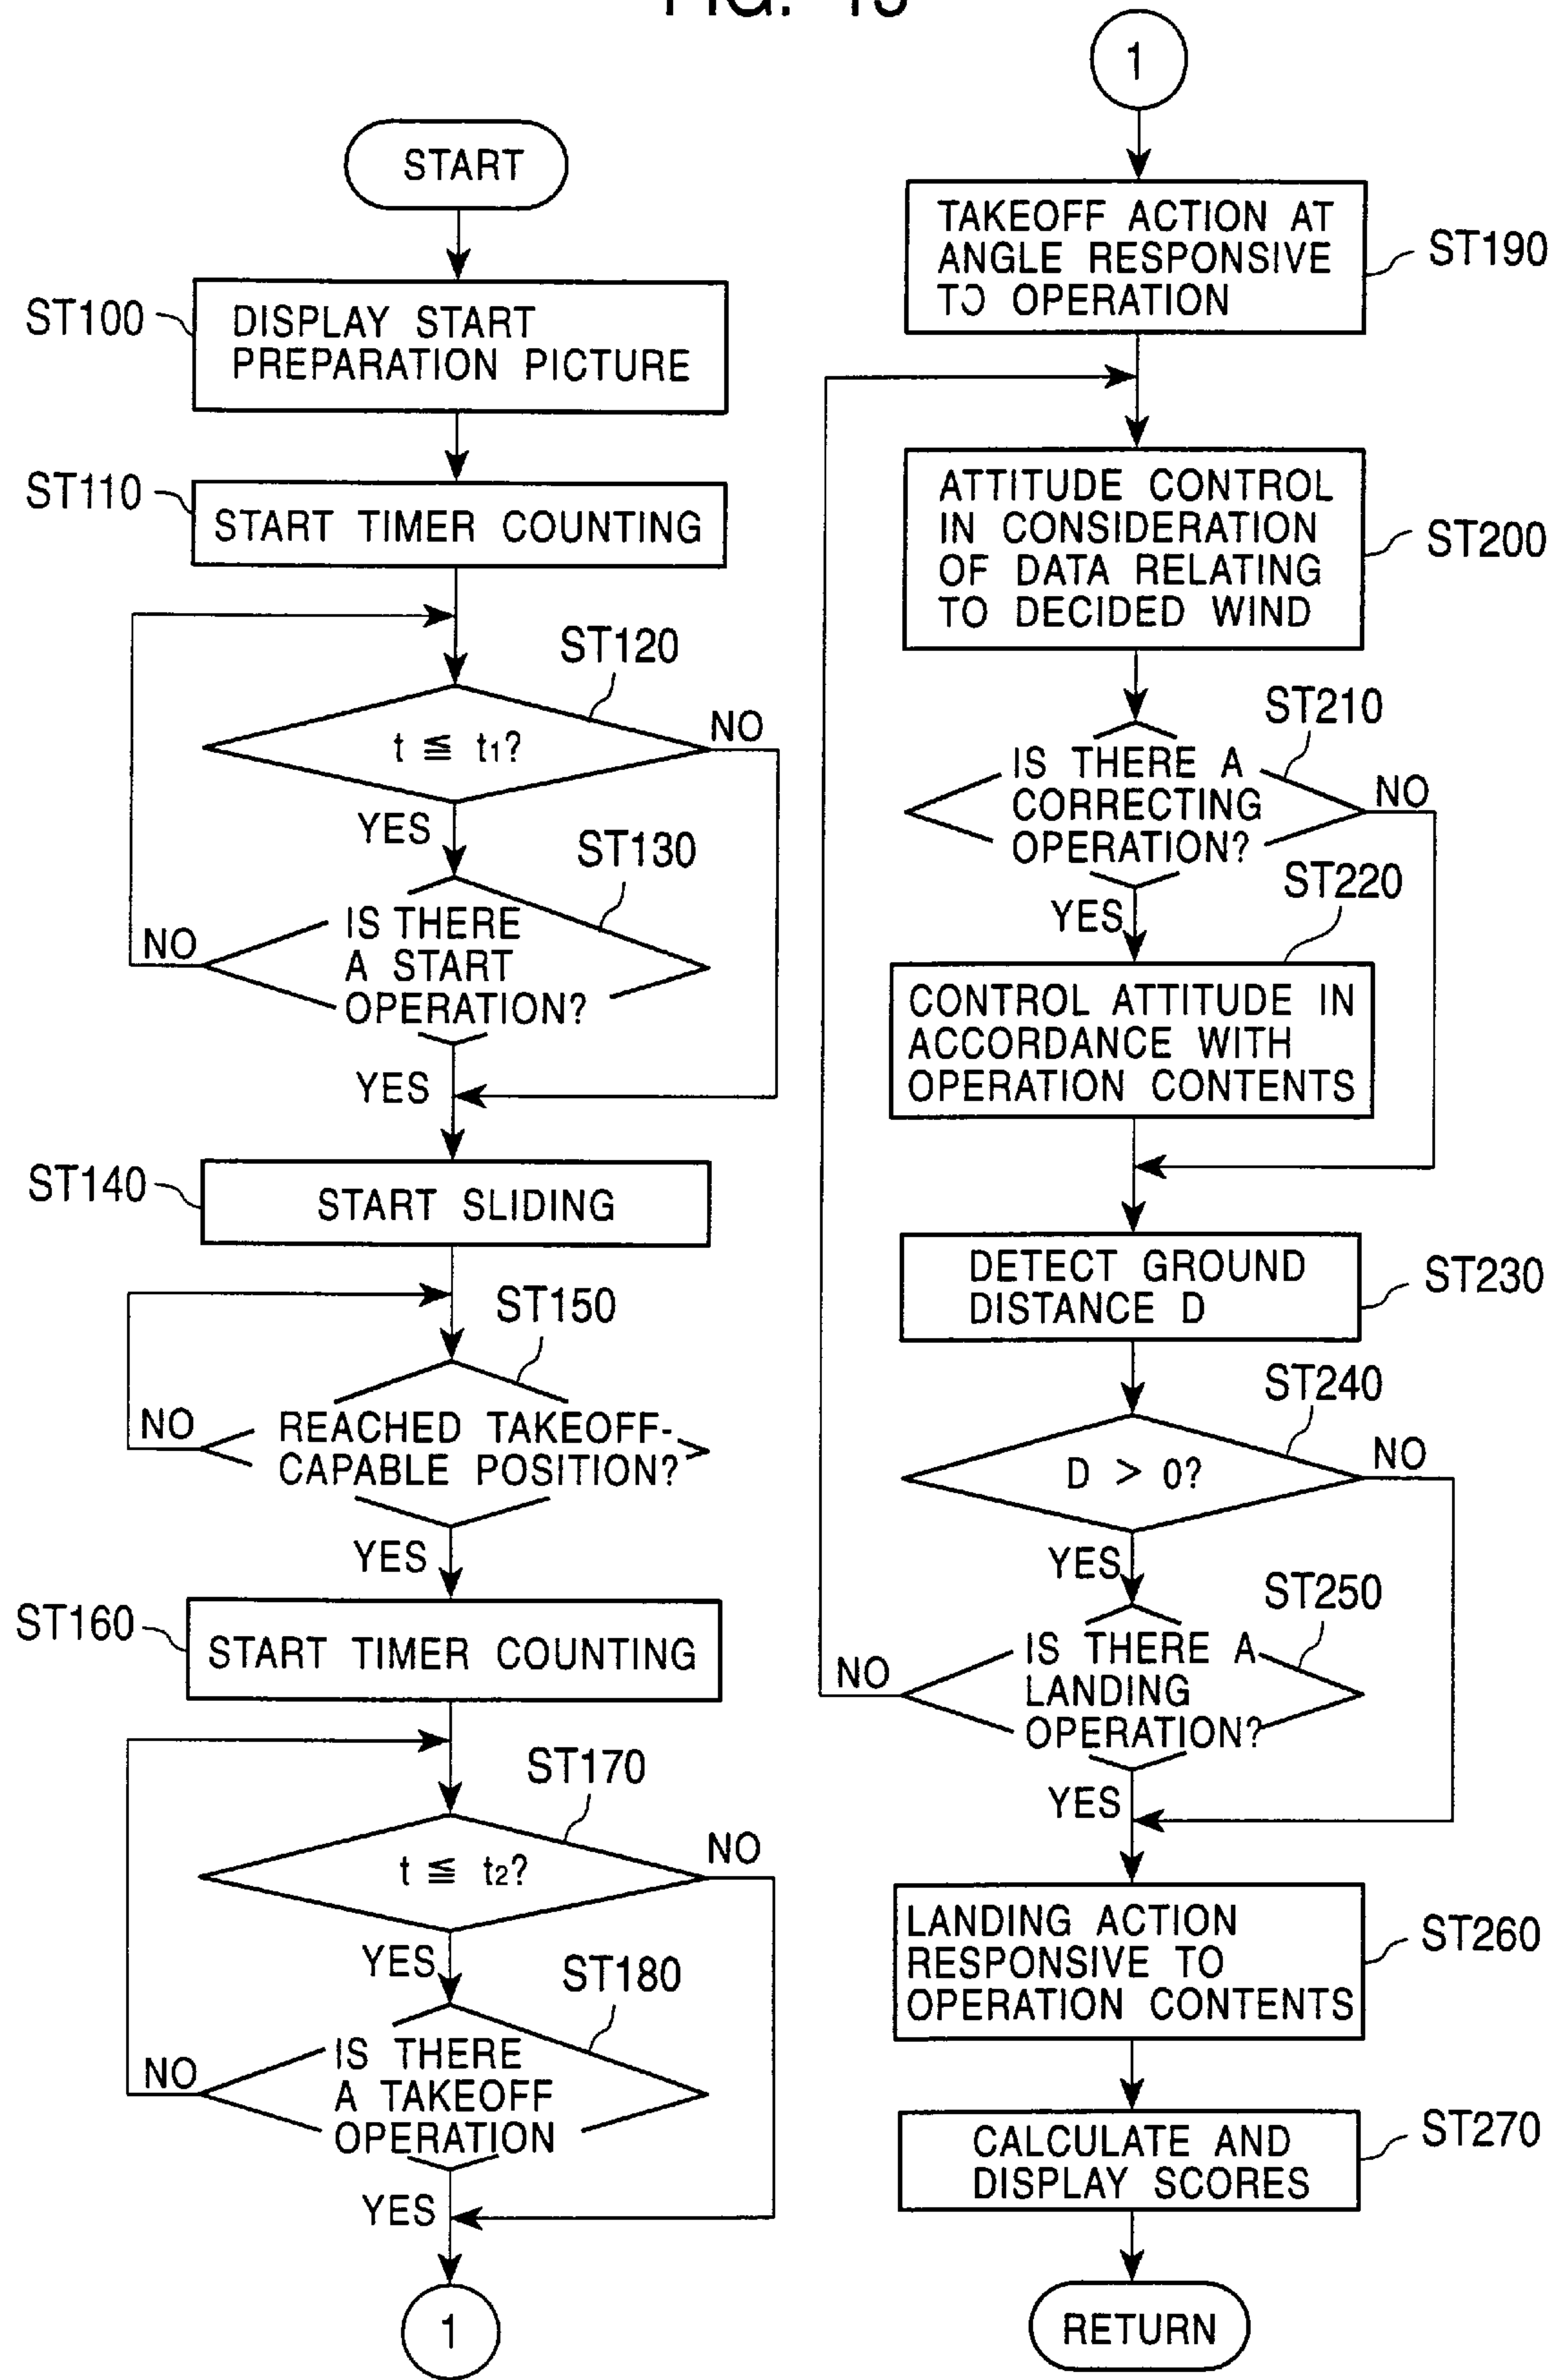 FIG.
1
START
ST100
DISPLAY START
PREPARATION PICTURE
ST110
START TIMER COUNTING
ST120
t ≦ t1?
NO
YES
ST130
IS THERE
A START
OPERATION?
NO
YES
ST140
START SLIDING
ST150
REACHED TAKEOFF-
CAPABLE POSITION?
NO
YES
ST160
START TIMER COUNTING
ST170
t ≦ t2?
NO
YES
ST180
IS THERE
A TAKEOFF
OPERATION
NO
YES
1
TAKEOFF ACTION AT
ANGLE RESPONSIVE
TO OPERATION
ST190
ATTITUDE CONTROL
IN CONSIDERATION
OF DATA RELATING
TO DECIDED WIND
ST200
ST210
IS THERE A
CORRECTING
OPERATION?
NO
YES
ST220
CONTROL ATTITUDE IN
ACCORDANCE WITH
OPERATION CONTENTS
DETECT GROUND
DISTANCE D
ST230
ST240
D > 0?
NO
YES
ST250
IS THERE A
LANDING
OPERATION?
NO
YES
LANDING ACTION
RESPONSIVE TO
OPERATION CONTENTS
ST260
CALCULATE AND
DISPLAY SCORES
ST270
RETURN